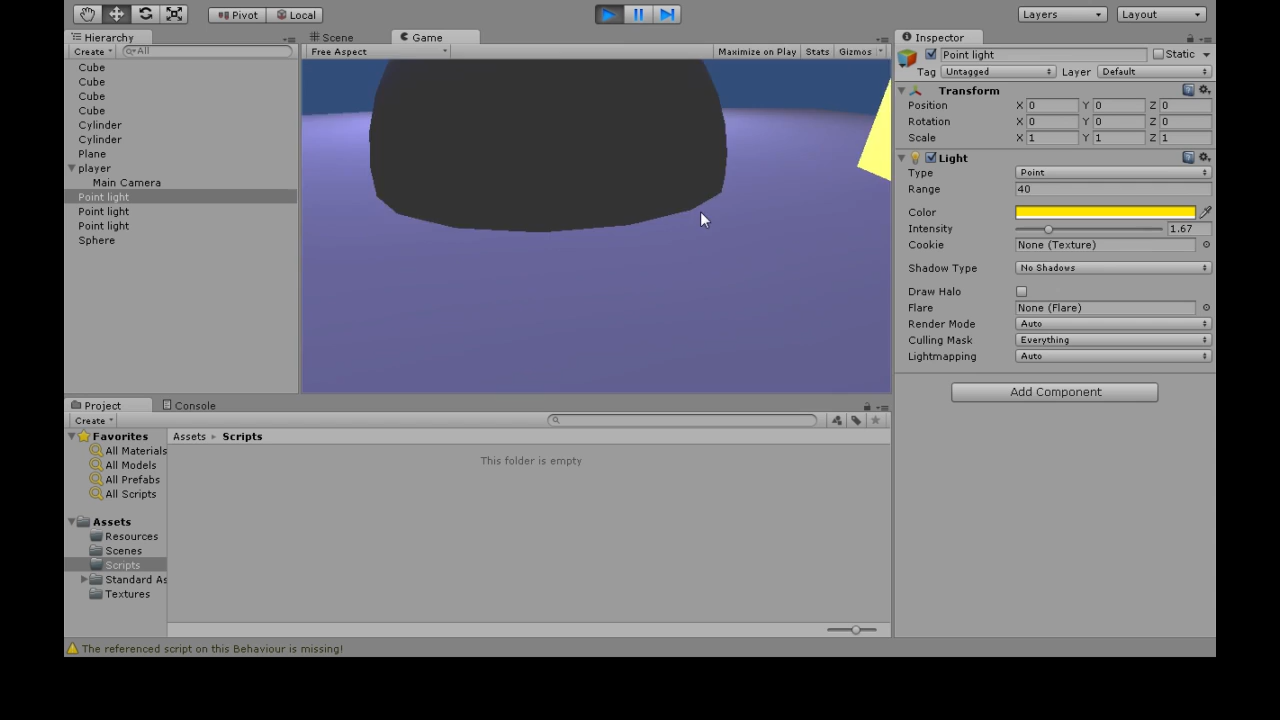 Pivot Local Layers Layout
Hierarchy
Create All
Cube
Cube
Cube
Cube
Cylinder
Cylinder
Plane
player
Main Camera
Point light
Point light
Point light
Sphere
Scene Game
Free Aspect Maximize on Play Stats Gizmos
Inspector
Point light Static
Tag Untagged Layer Default
Transform
Position X 0 Y 0 Z 0
Rotation X 0 Y 0 Z 0
Scale X 1 Y 1 Z 1
Light
Type Point
Range 40
Color
Intensity 1.67
Cookie None (Texture)
Shadow Type No Shadows
Draw Halo
Flare None (Flare)
Render Mode Auto
Culling Mask Everything
Lightmapping Auto
Add Component
Project Console
Create
Favorites
All Materials
All Models
All Prefabs
All Scripts
Assets
Resources
Scenes
Scripts
Standard As
Textures
Assets Scripts
This folder is empty
The referenced script on this Behaviour is missing!